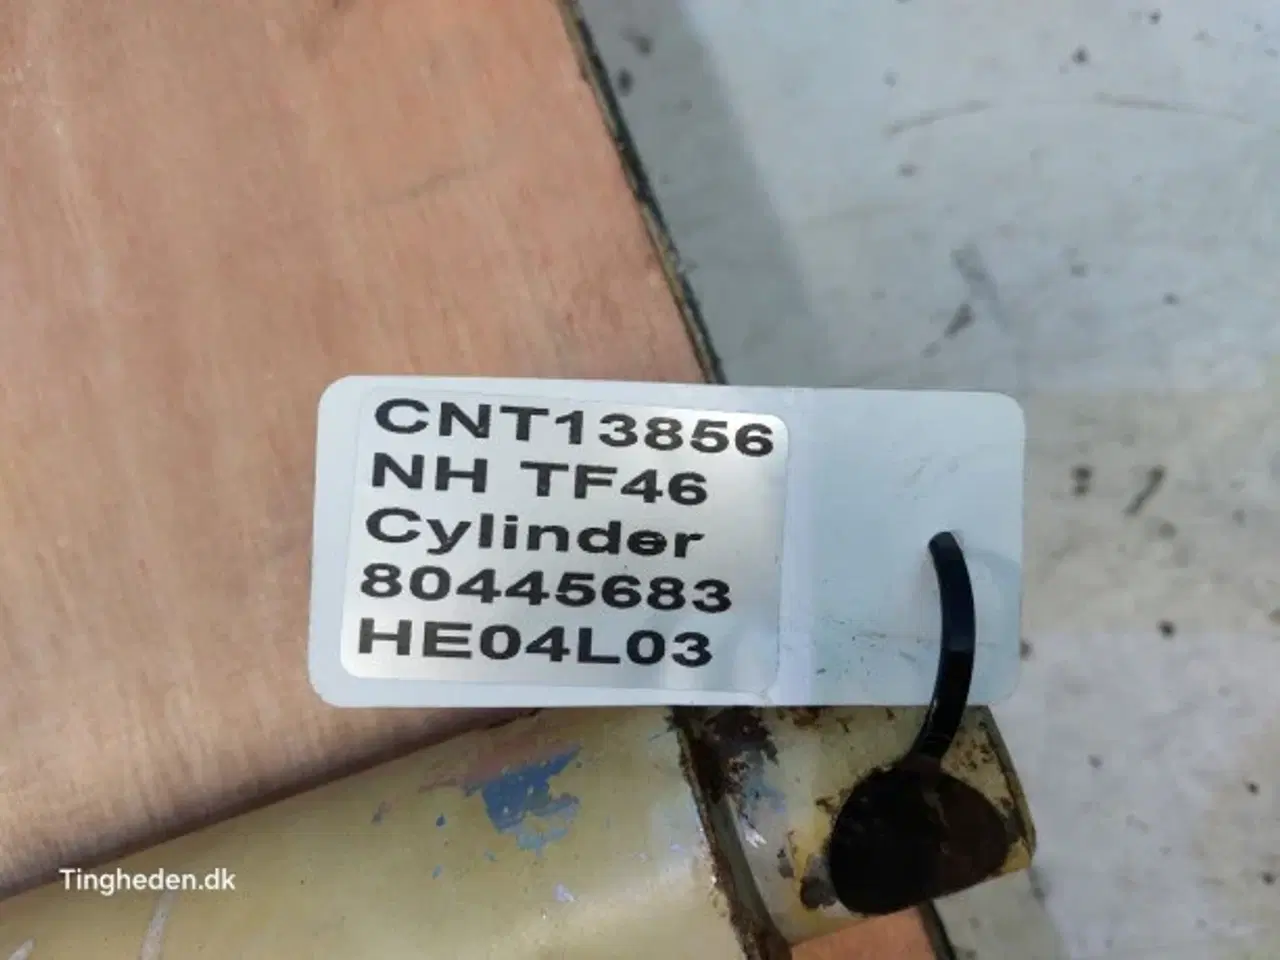 CNT13856
NH TF46
Cylinder
80445683
HE04L03
Tingheden.dk